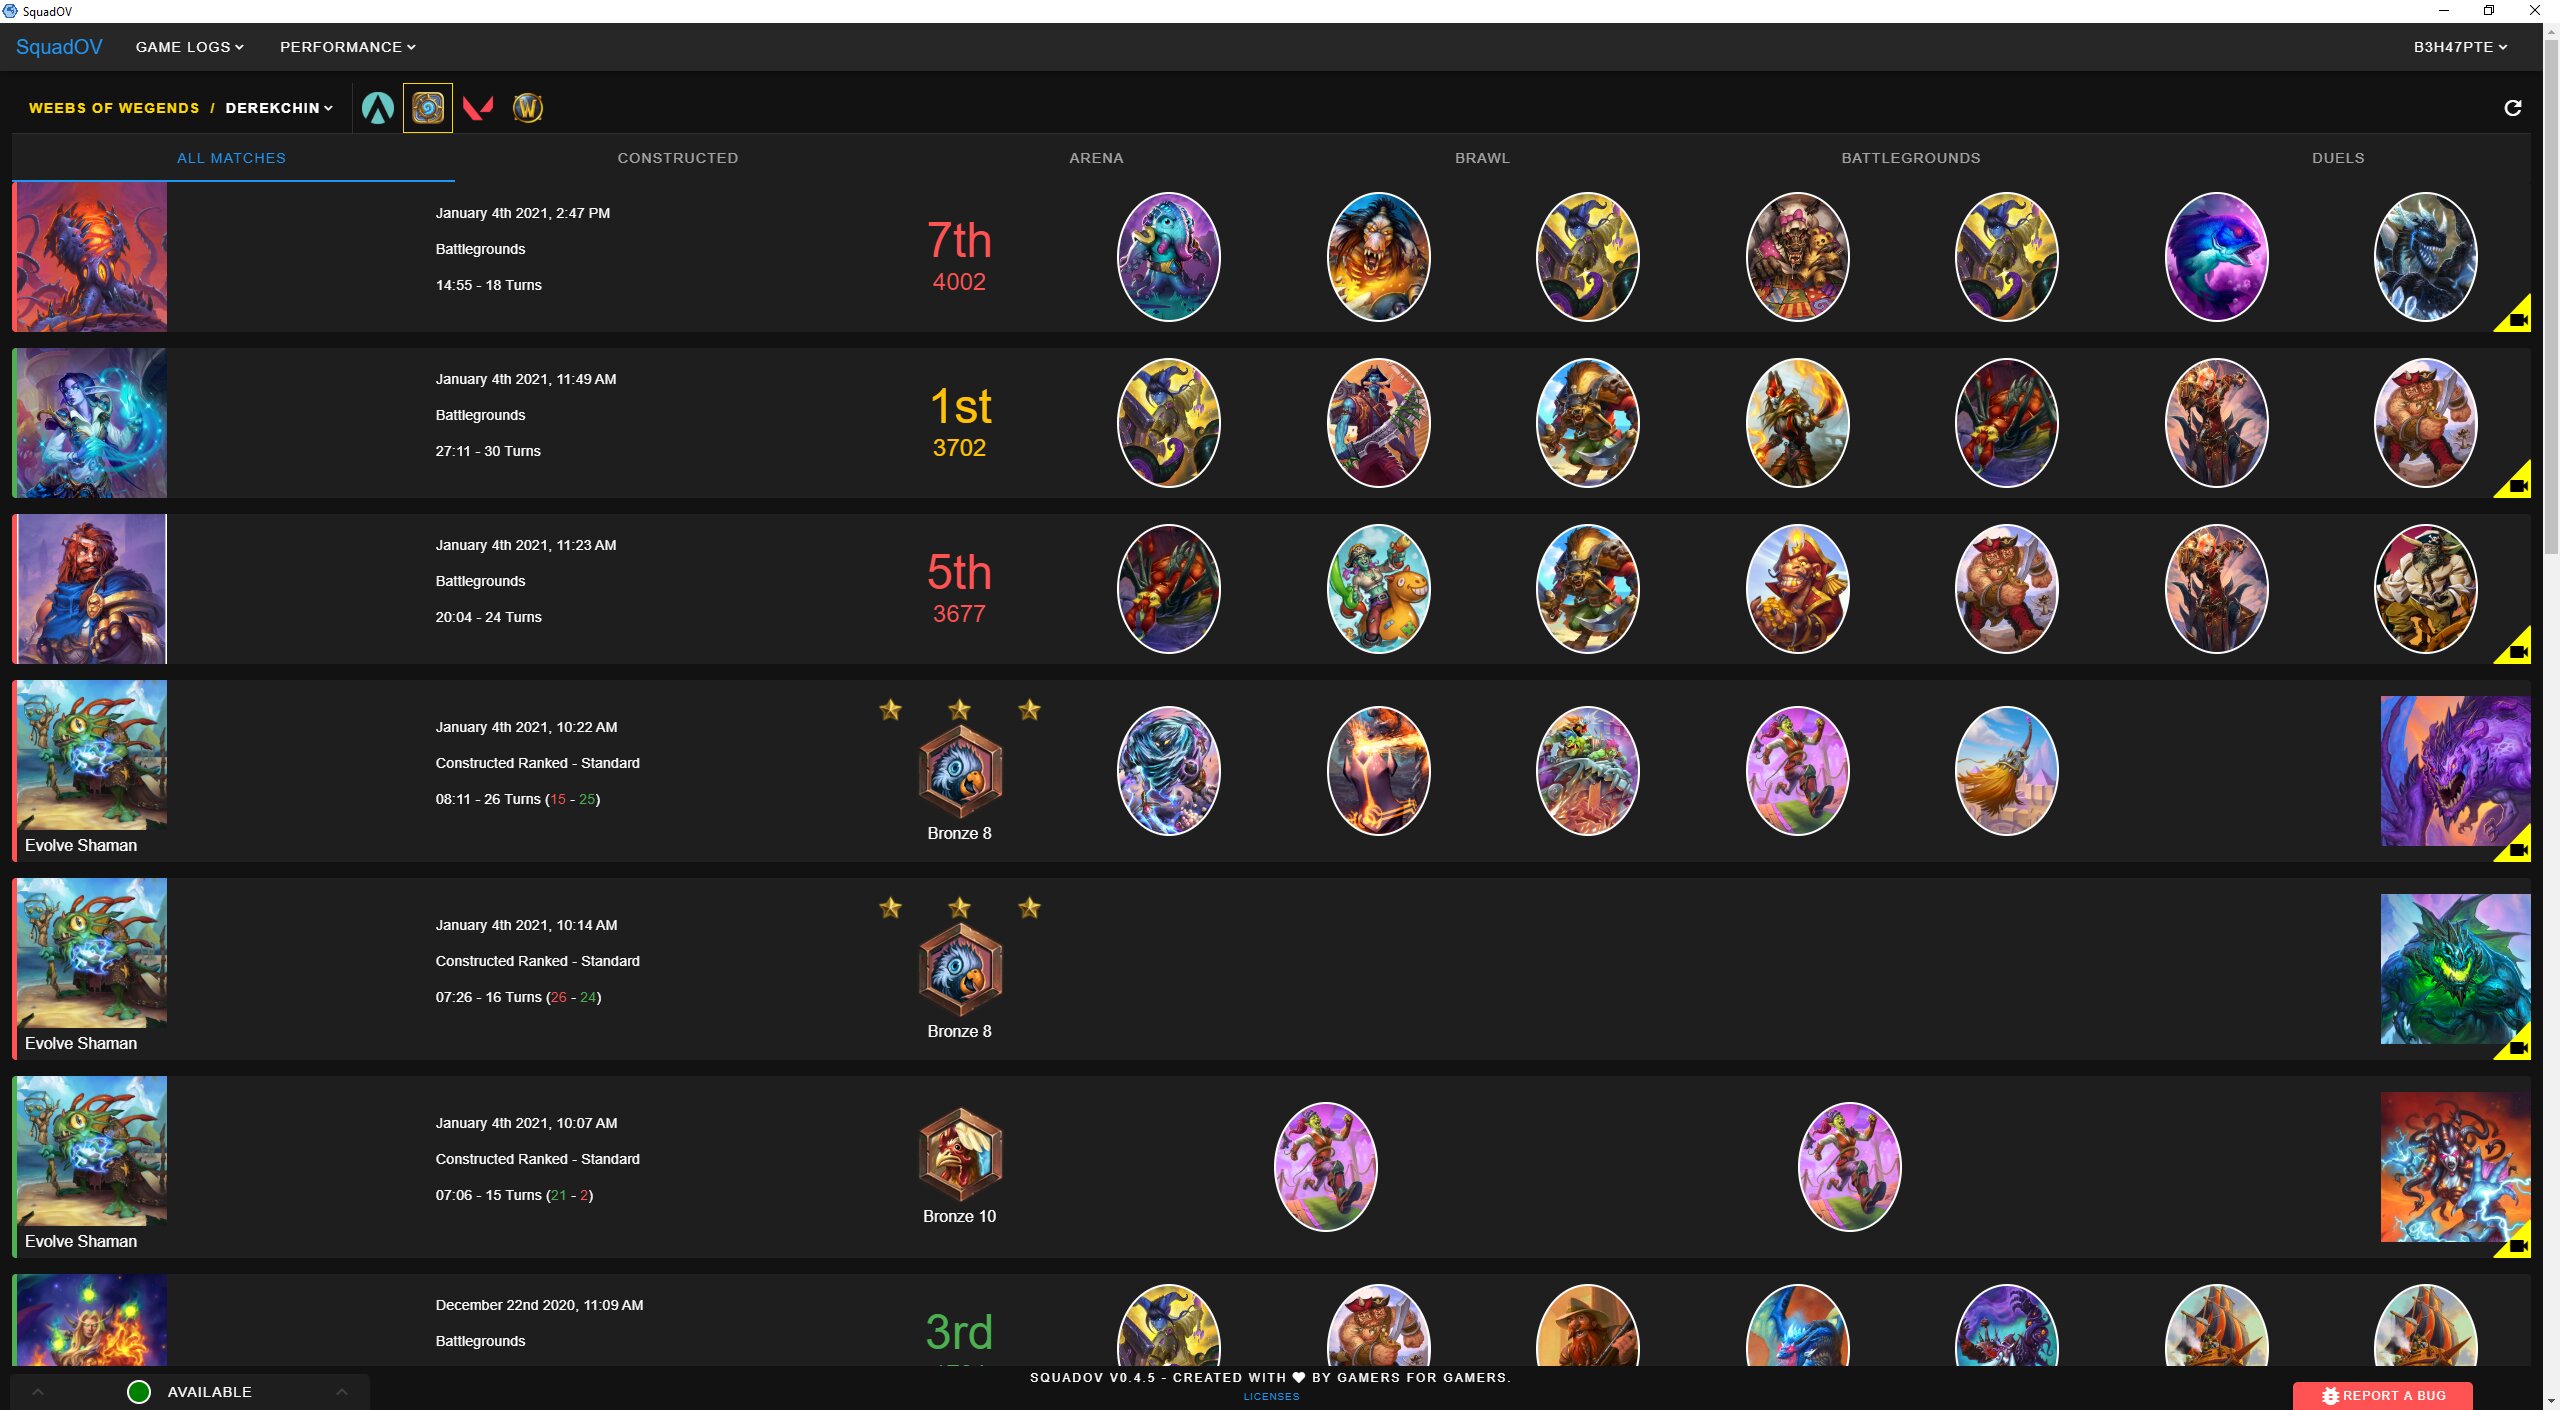 SquadOV
SquadOV GAME LOGS PERFORMANCE B3H47PTE
WEEBS OF WEGENDS / DEREKCHIN
ALL MATCHES CONSTRUCTED ARENA BRAWL BATTLEGROUNDS DUELS
January 4th 2021, 2:47 PM
Battlegrounds
14:55 - 18 Turns
7th
4002
January 4th 2021, 11:49 AM
Battlegrounds
27:11 - 30 Turns
1st
3702
January 4th 2021, 11:23 AM
Battlegrounds
20:04 - 24 Turns
5th
3677
Evolve Shaman
January 4th 2021, 10:22 AM
Constructed Ranked - Standard
08:11 - 26 Turns (15 - 25)
Bronze 8
Evolve Shaman
January 4th 2021, 10:14 AM
Constructed Ranked - Standard
07:26 - 16 Turns (26 - 24)
Bronze 8
Evolve Shaman
January 4th 2021, 10:07 AM
Constructed Ranked - Standard
07:06 - 15 Turns (21 - 2)
Bronze 10
December 22nd 2020, 11:09 AM
Battlegrounds
3rd
AVAILABLE
SQUADOV V0.4.5 - CREATED WITH ♥ BY GAMERS FOR GAMERS.
LICENSES
REPORT A BUG